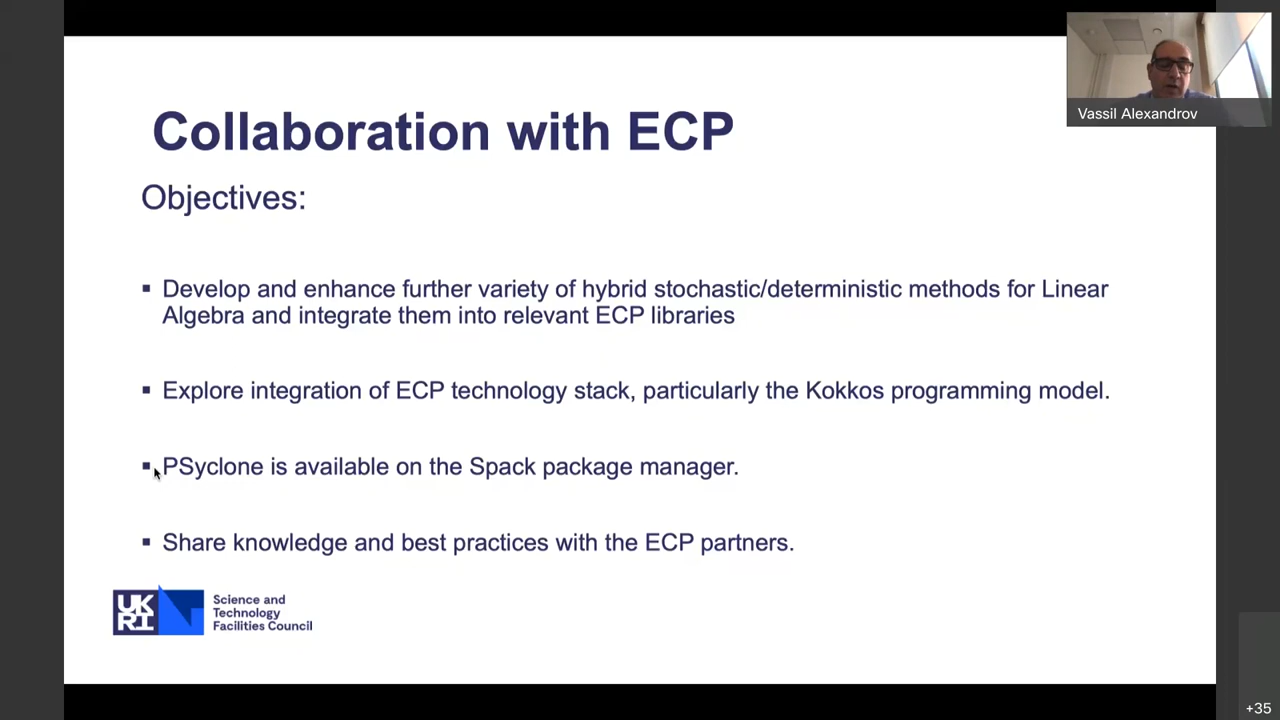 Collaboration with ECP
Vassil Alexandrov
Objectives:
▪ Develop and enhance further variety of hybrid stochastic/deterministic methods for Linear
Algebra and integrate them into relevant ECP libraries
▪ Explore integration of ECP technology stack, particularly the Kokkos programming model.
▪ PSyclone is available on the Spack package manager.
▪ Share knowledge and best practices with the ECP partners.
UK
RI
Science and
Technology
Facilities Council
+35